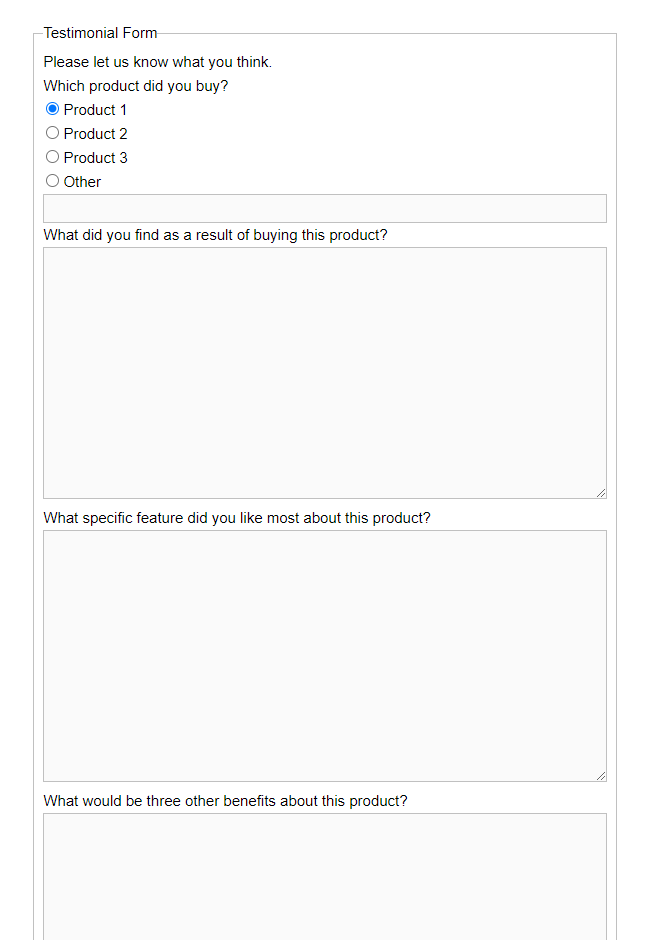 Testimonial Form
Please let us know what you think.
Which product did you buy?
Product 1
Product 2
Product 3
Other
What did you find as a result of buying this product?
What specific feature did you like most about this product?
What would be three other benefits about this product?